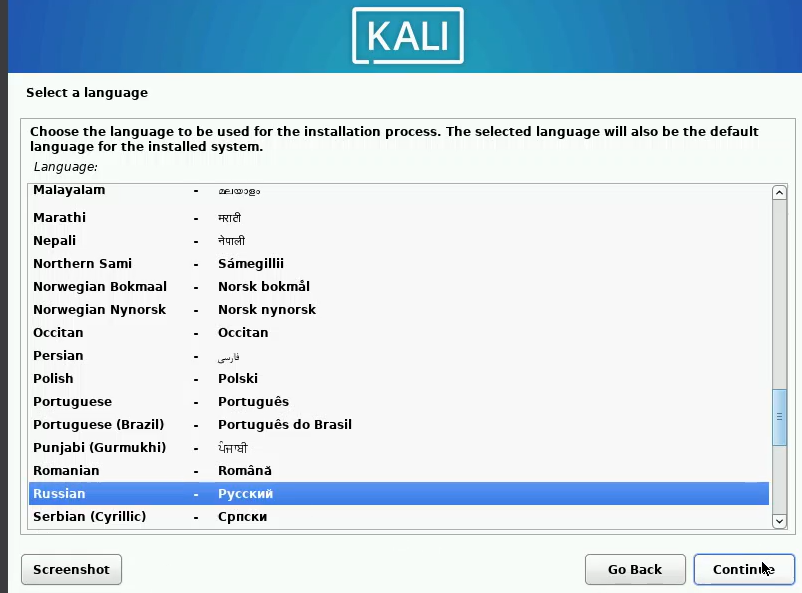 KALI
Select a language
Choose the language to be used for the installation process. The selected language will also be the default
language for the installed system.
Language:
Malayalam - മലയാളം
Marathi - मराठी
Nepali - नेपाली
Northern Sami - Sámegillii
Norwegian Bokmaal - Norsk bokmål
Norwegian Nynorsk - Norsk nynorsk
Occitan - Occitan
Persian - فارسی
Polish - Polski
Portuguese - Português
Portuguese (Brazil) - Português do Brasil
Punjabi (Gurmukhi) - ਪੰਜਾਬੀ
Romanian - Română
Russian - Русский
Serbian (Cyrillic) - Српски
Screenshot Go Back Continue